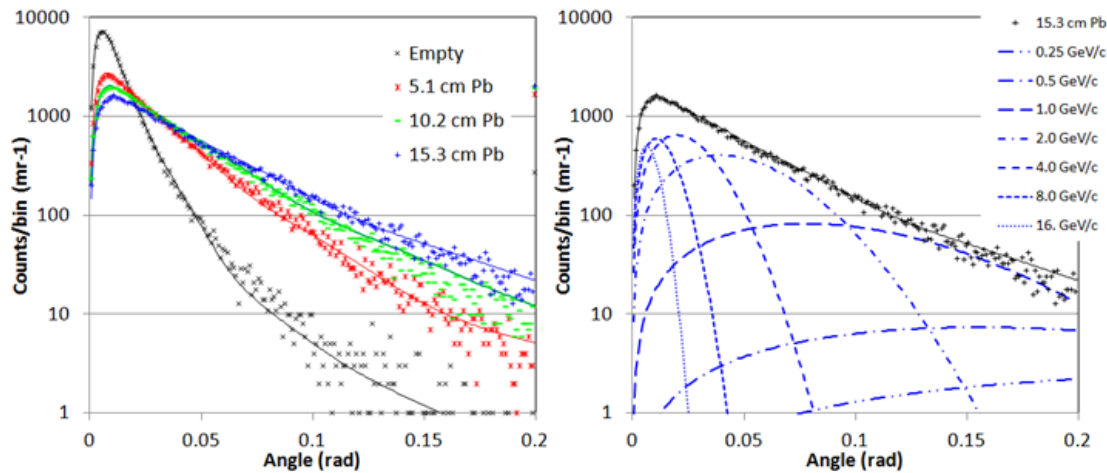 10000
1000
100
10
1
0
0.05
0.1
0.15
0.2
Counts/bin (mr-1)
Angle (rad)
Empty
5.1 cm Pb
10.2 cm Pb
15.3 cm Pb
10000
1000
100
10
1
0
0.05
0.1
0.15
0.2
Counts/bin (mr-1)
Angle (rad)
15.3 cm Pb
0.25 GeV/c
0.5 GeV/c
1.0 GeV/c
2.0 GeV/c
4.0 GeV/c
8.0 GeV/c
16. GeV/c